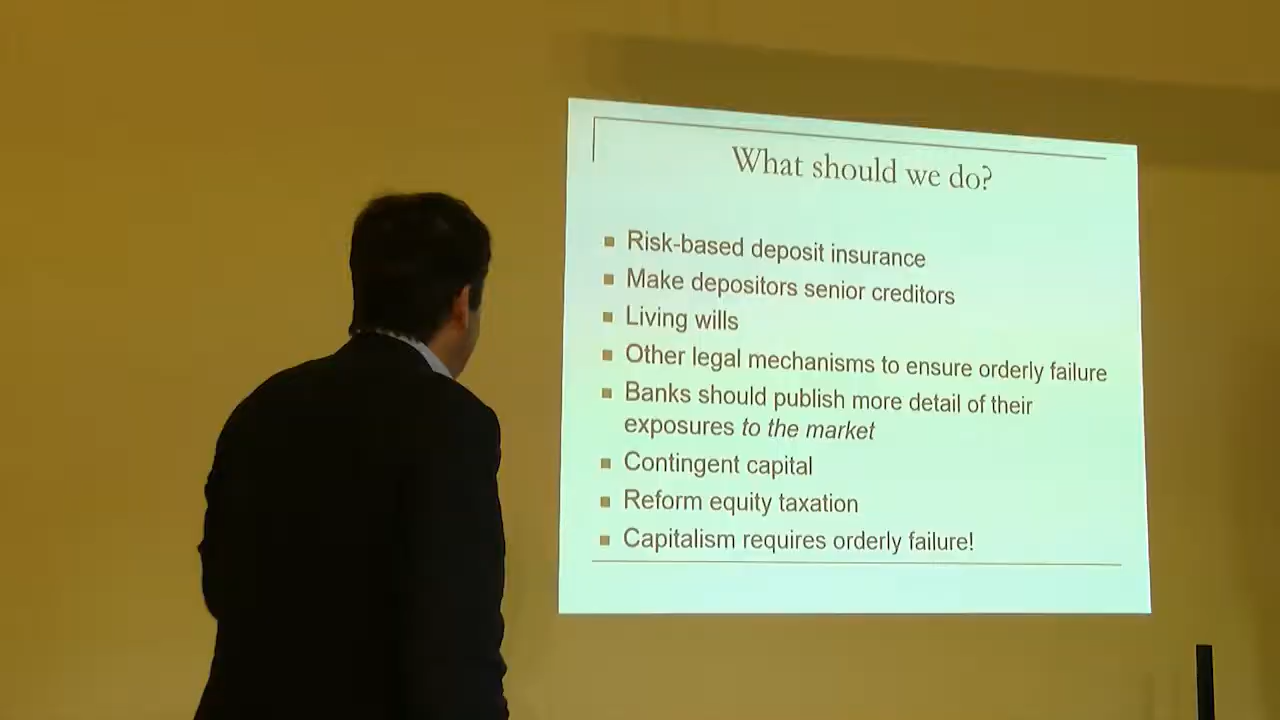 What should we do?
Risk-based deposit insurance
Make depositors senior creditors
Living wills
Other legal mechanisms to ensure orderly failure
Banks should publish more detail of their
exposures to the market
Contingent capital
Reform equity taxation
Capitalism requires orderly failure!